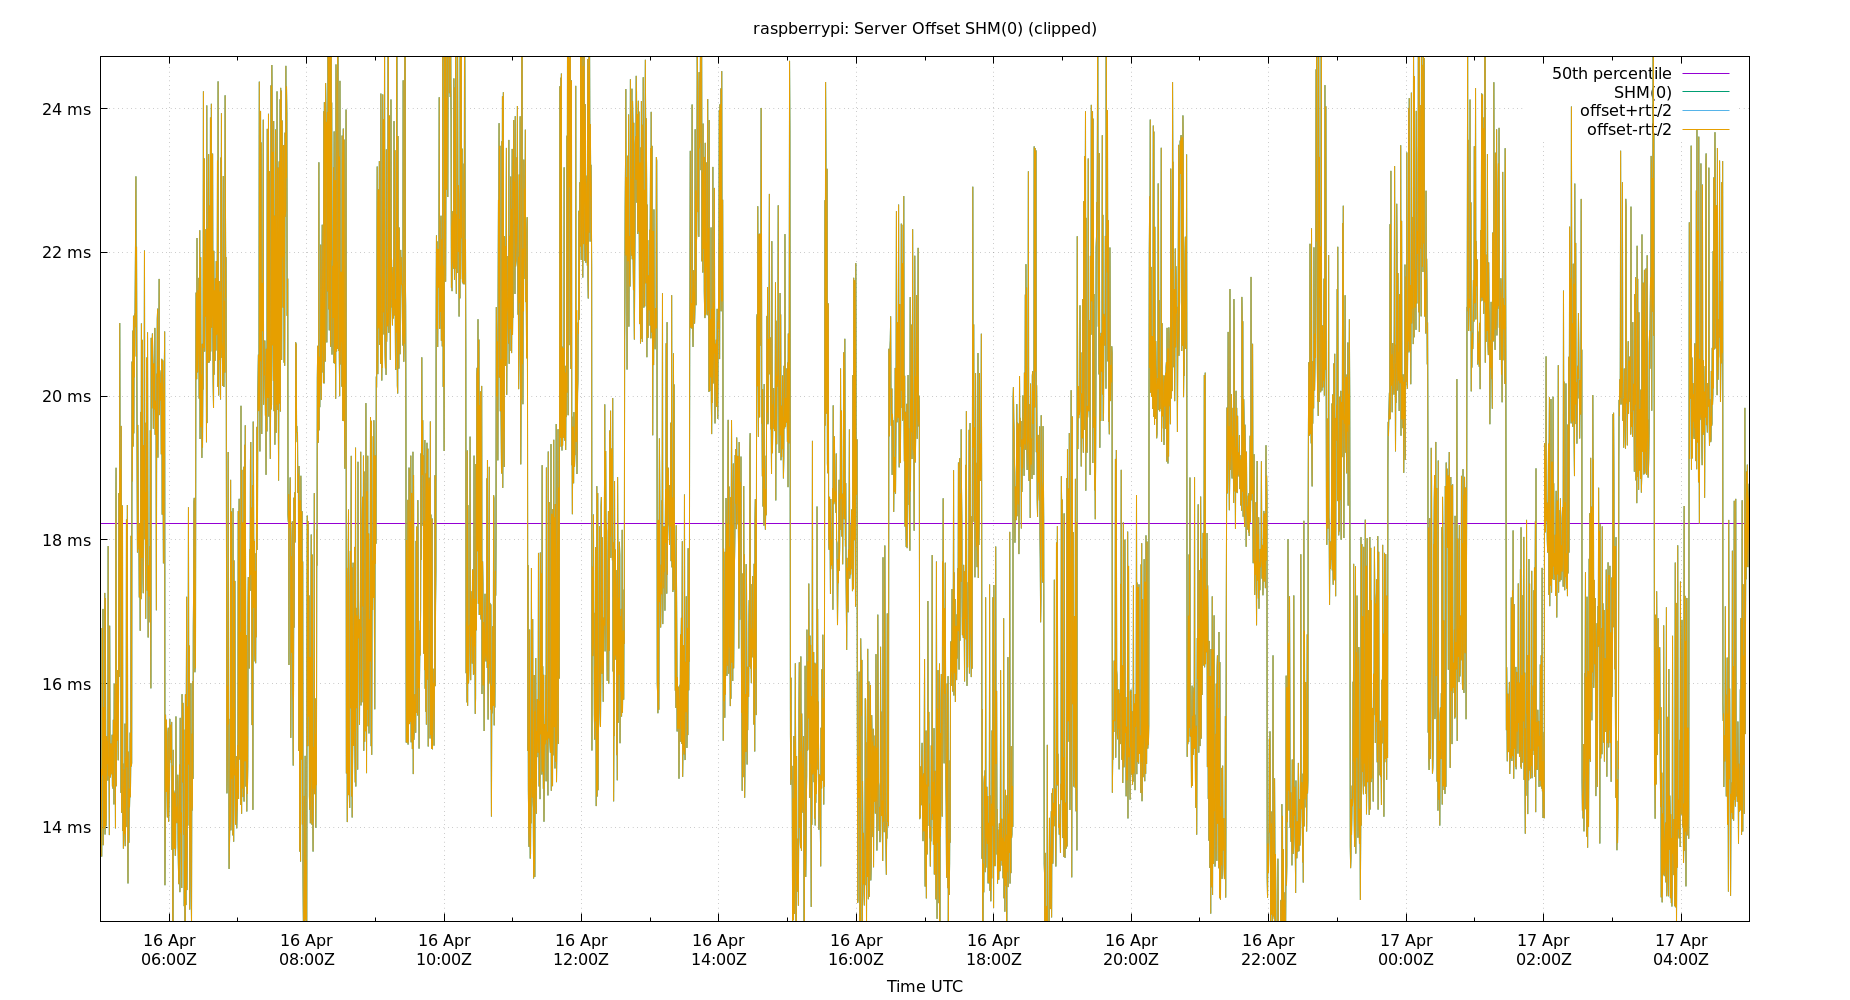 raspberrypi: Server Offset SHM(0) (clipped)
50th percentile
SHM(0)
offset+rtt/2
offset-rtt/2
24 ms
22 ms
20 ms
18 ms
16 ms
14 ms
16 Apr 16 Apr 16 Apr 16 Apr 16 Apr 16 Apr 16 Apr 16 Apr 16 Apr 17 Apr 17 Apr 17 Apr
06:00Z 08:00Z 10:00Z 12:00Z 14:00Z 16:00Z 18:00Z 20:00Z 22:00Z 00:00Z 02:00Z 04:00Z
Time UTC